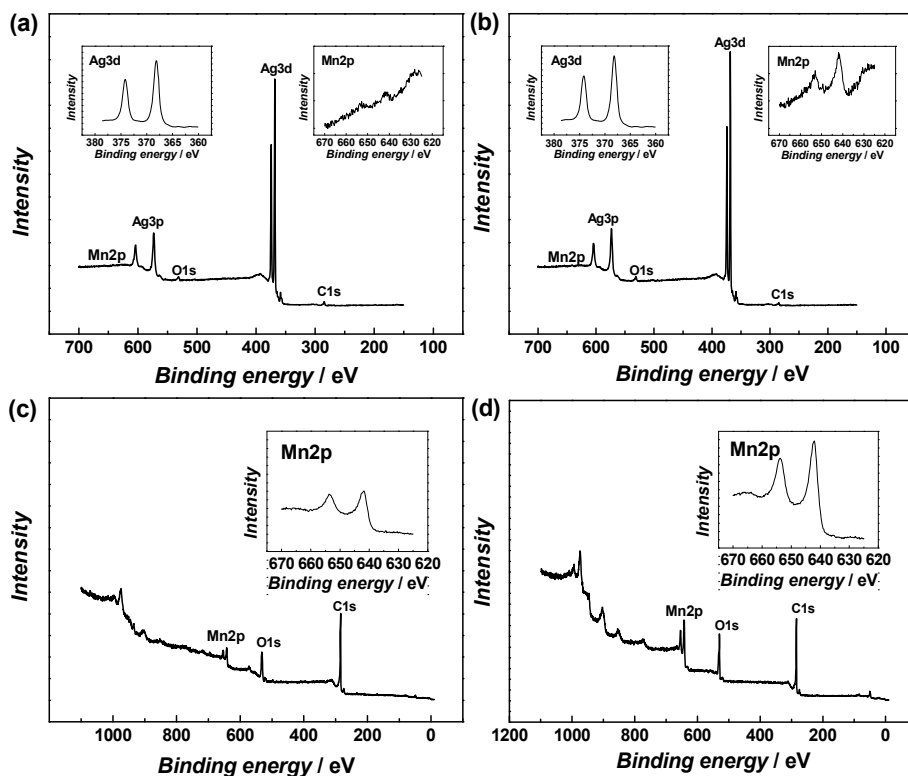 (a)
Ag3d
Intensity
380 375 370 365 360
Binding energy / eV
Ag3d
Mn2p
Intensity
670 660 650 640 630 620
Binding energy / eV
Intensity
Ag3p
Mn2p
O1s
C1s
700 600 500 400 300 200 100
Binding energy / eV
(b)
Ag3d
Intensity
380 375 370 365 360
Binding energy / eV
Ag3d
Mn2p
Intensity
670 660 650 640 630 620
Binding energy / eV
Intensity
Ag3p
Mn2p
O1s
C1s
700 600 500 400 300 200 100
Binding energy / eV
(c)
Mn2p
Intensity
670 660 650 640 630 620
Binding energy / eV
Intensity
C1s
Mn2p
O1s
1000 800 600 400 200 0
Binding energy / eV
(d)
Mn2p
Intensity
670 660 650 640 630 620
Binding energy / eV
Intensity
Mn2p
O1s
C1s
1200 1000 800 600 400 200 0
Binding energy / eV